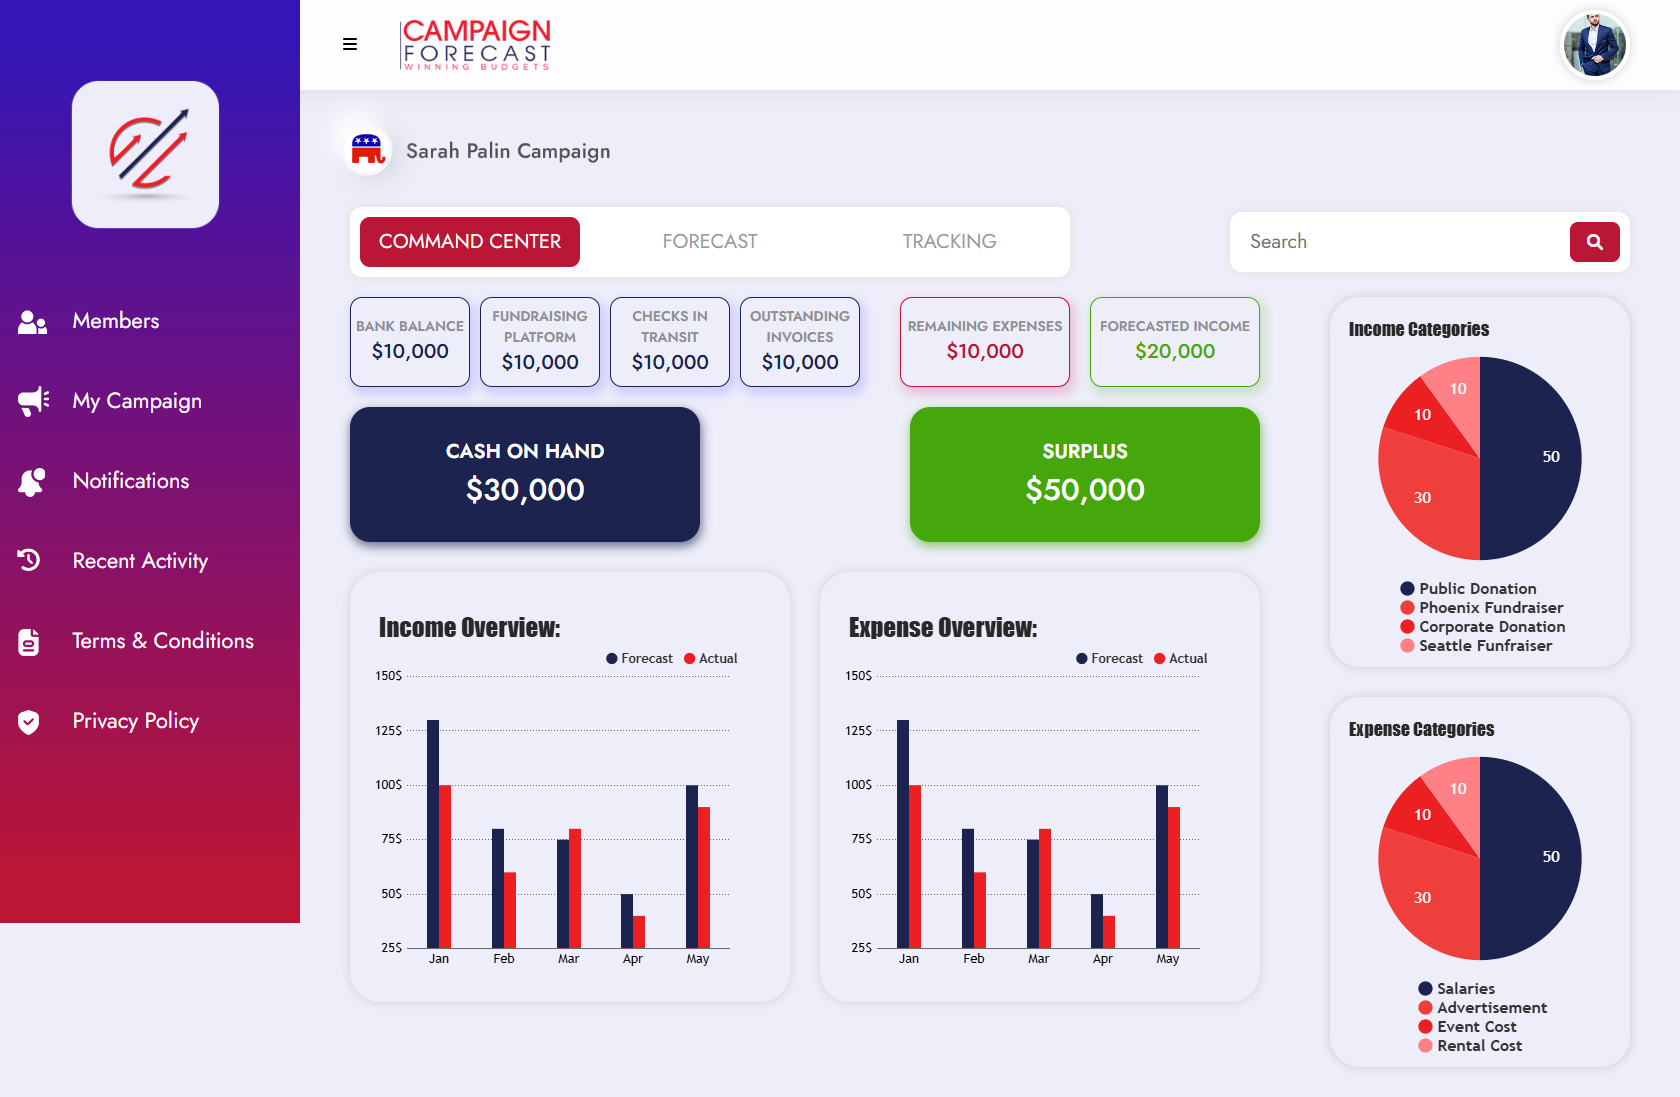 CAMPAIGN
FORECAST
WINNING BUDGETS
Sarah Palin Campaign
Members
My Campaign
Notifications
Recent Activity
Terms & Conditions
Privacy Policy
COMMAND CENTER
FORECAST
TRACKING
Search
BANK BALANCE
$10,000
FUNDRAISING
PLATFORM
$10,000
CHECKS IN
TRANSIT
$10,000
OUTSTANDING
INVOICES
$10,000
REMAINING EXPENSES
$10,000
FORECASTED INCOME
$20,000
CASH ON HAND
$30,000
SURPLUS
$50,000
Income Overview:
Forecast Actual
150$
125$
100$
75$
50$
25$
Jan Feb Mar Apr May
Expense Overview:
Forecast Actual
150$
125$
100$
75$
50$
25$
Jan Feb Mar Apr May
Income Categories
10
10
50
30
Public Donation
Phoenix Fundraiser
Corporate Donation
Seattle Funfraiser
Expense Categories
10
10
50
30
Salaries
Advertisement
Event Cost
Rental Cost